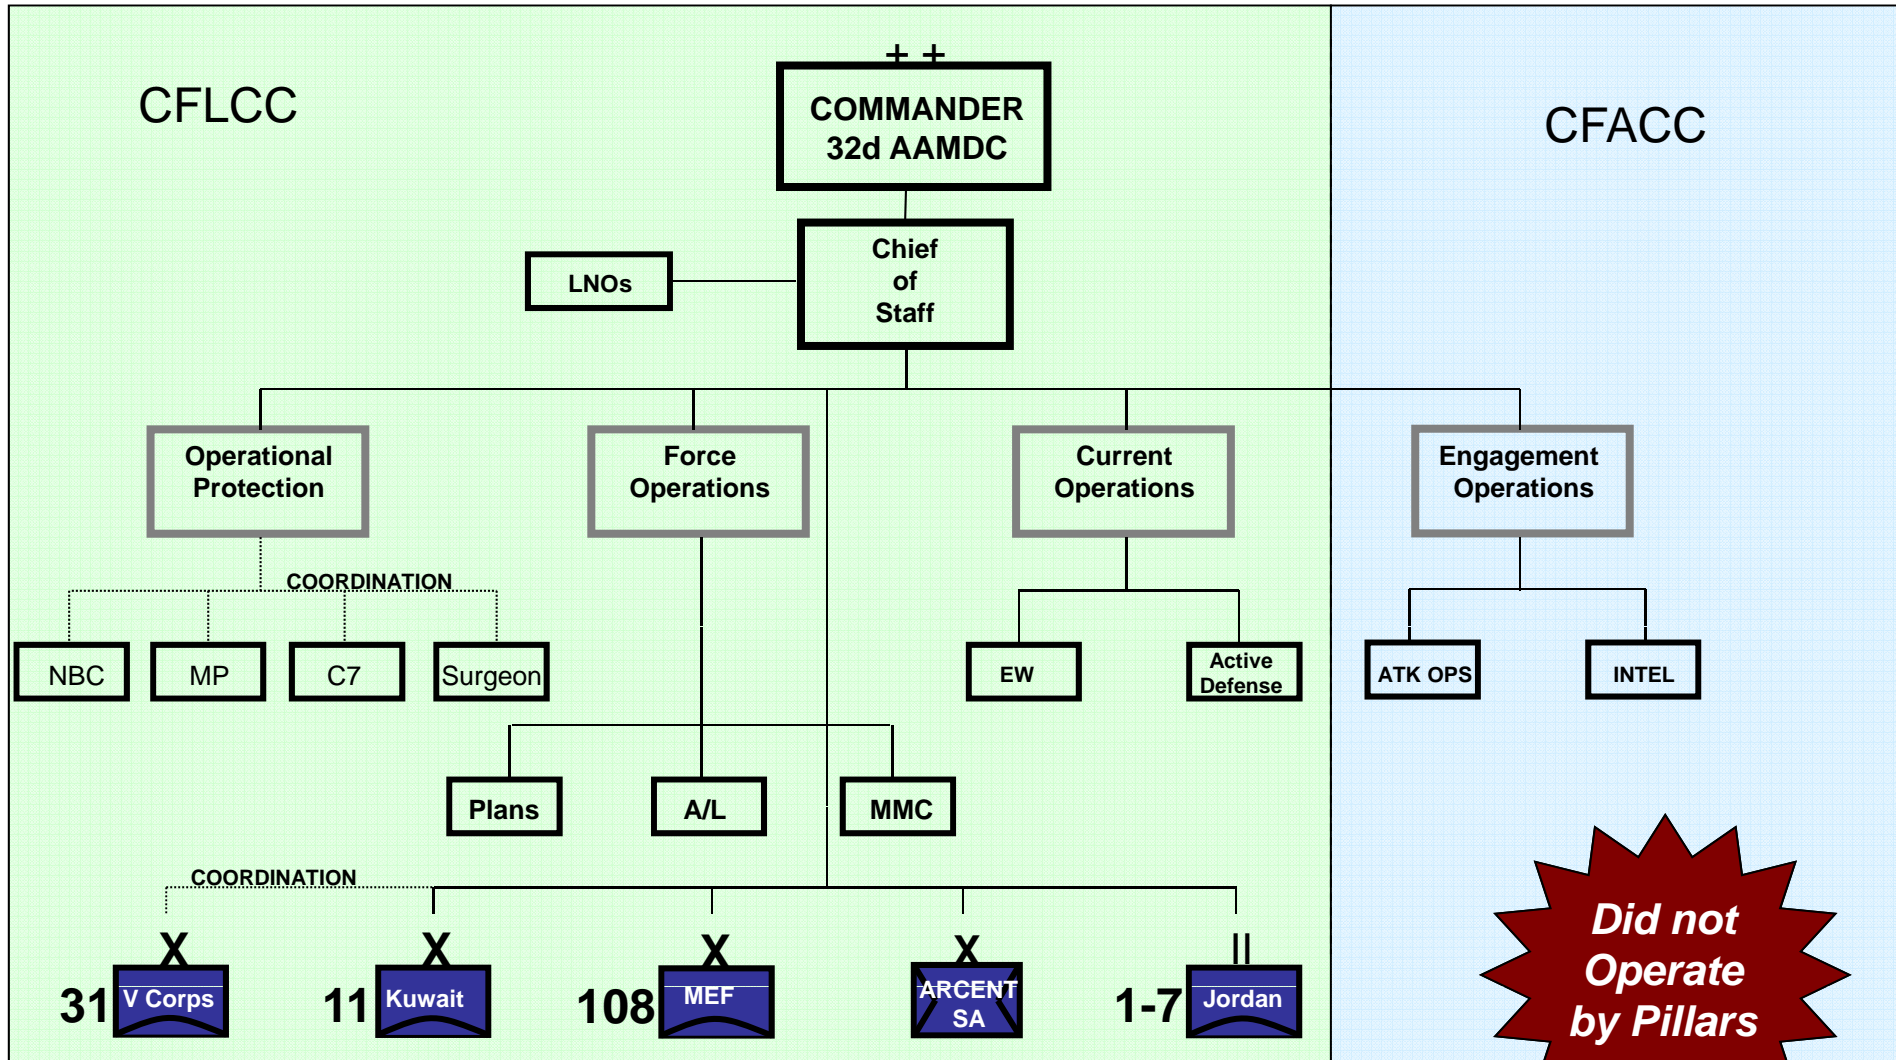 + +
CFLCC
COMMANDER
32d AAMDC
CFACC
Chief
of
Staff
LNOs
Operational
Protection
Force
Operations
Current
Operations
Engagement
Operations
COORDINATION
NBC
MP
C7
Surgeon
EW
Active
Defense
ATK OPS
INTEL
Plans
A/L
MMC
COORDINATION
X
X
X
X
II
31
V Corps
11
Kuwait
108
MEF
ARCENT
SA
1-7
Jordan
Did not
Operate
by Pillars